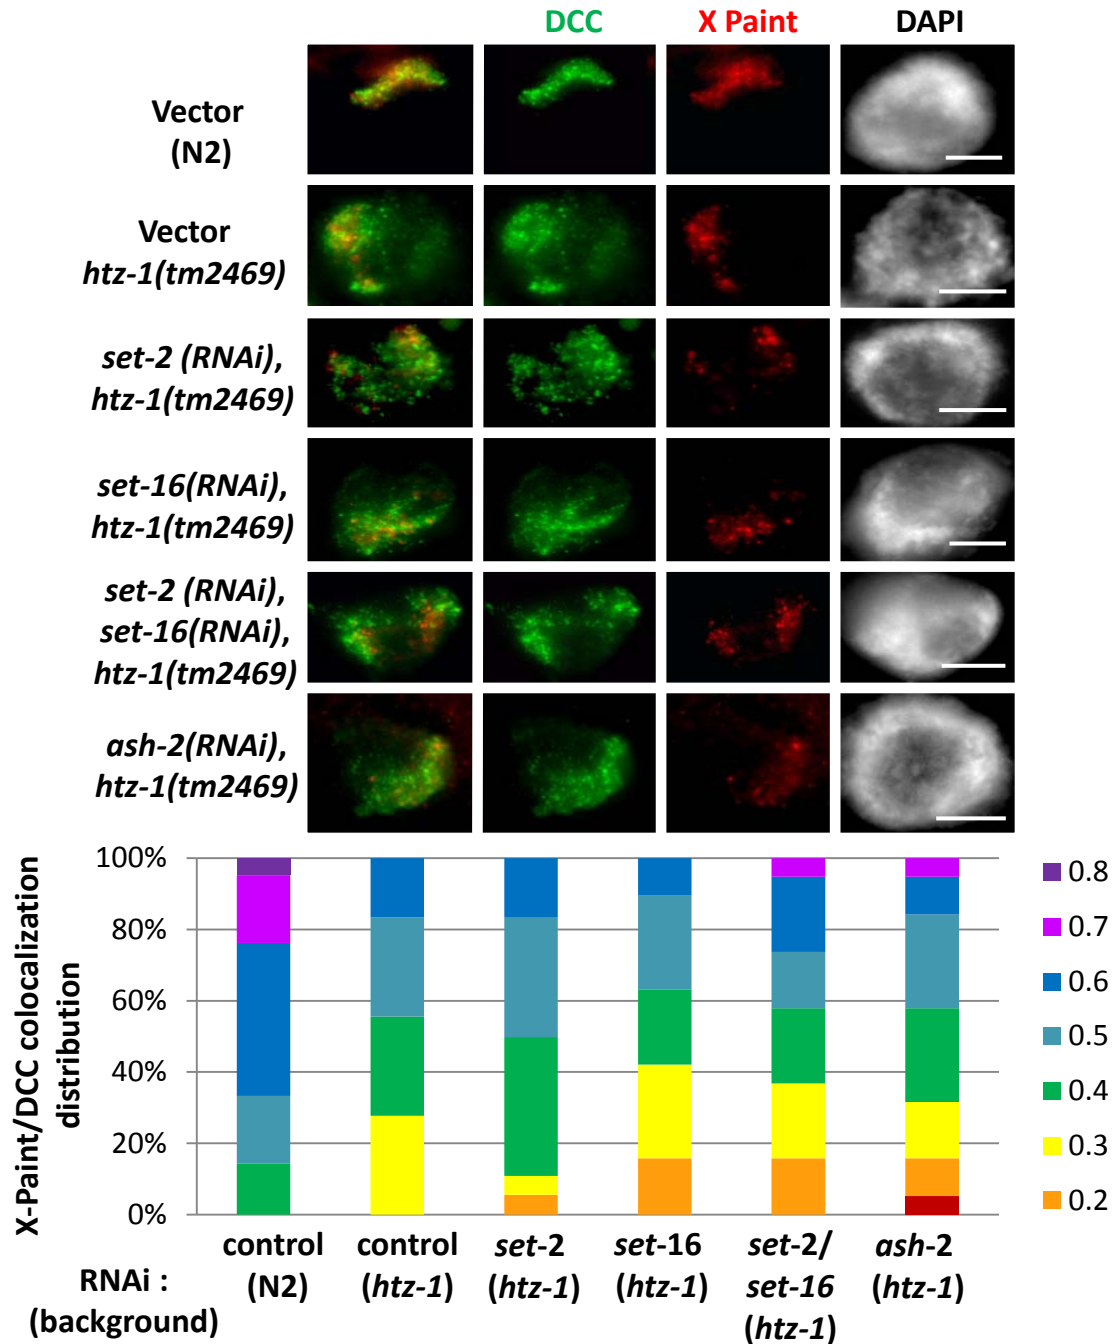 DCC X Paint DAPI
Vector
(N2)
Vector
htz-1(tm2469)
set-2 (RNAi),
htz-1(tm2469)
set-16(RNAi),
htz-1(tm2469)
set-2 (RNAi),
set-16(RNAi),
htz-1(tm2469)
ash-2(RNAi),
htz-1(tm2469)
X-Paint/DCC colocalization
distribution
100%
80%
60%
40%
20%
0%
0.8
0.7
0.6
0.5
0.4
0.3
0.2
RNAi :
(background)
control
(N2)
control
(htz-1)
set-2
(htz-1)
set-16
(htz-1)
set-2/
set-16
(htz-1)
ash-2
(htz-1)